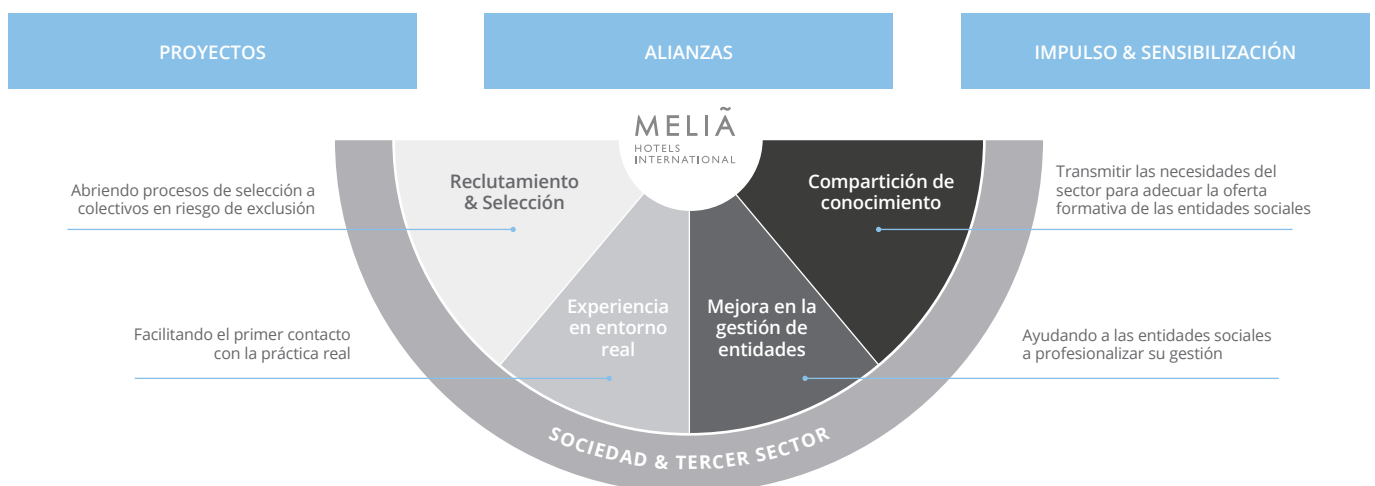 PROYECTOS
ALIANZAS
IMPULSO & SENSIBILIZACIÓN
MELIÃ
HOTELS
INTERNATIONAL
Abriendo procesos de selección a
colectivos en riesgo de exclusión
Reclutamiento
& Selección
Compartición de
conocimiento
Transmitir las necesidades del
sector para adecuar la oferta
formativa de las entidades sociales
Facilitando el primer contacto
con la práctica real
Experiencia
en entorno
real
Mejora en la
gestión de
entidades
Ayudando a las entidades sociales
a profesionalizar su gestión
SOCIEDAD & TERCER SECTOR